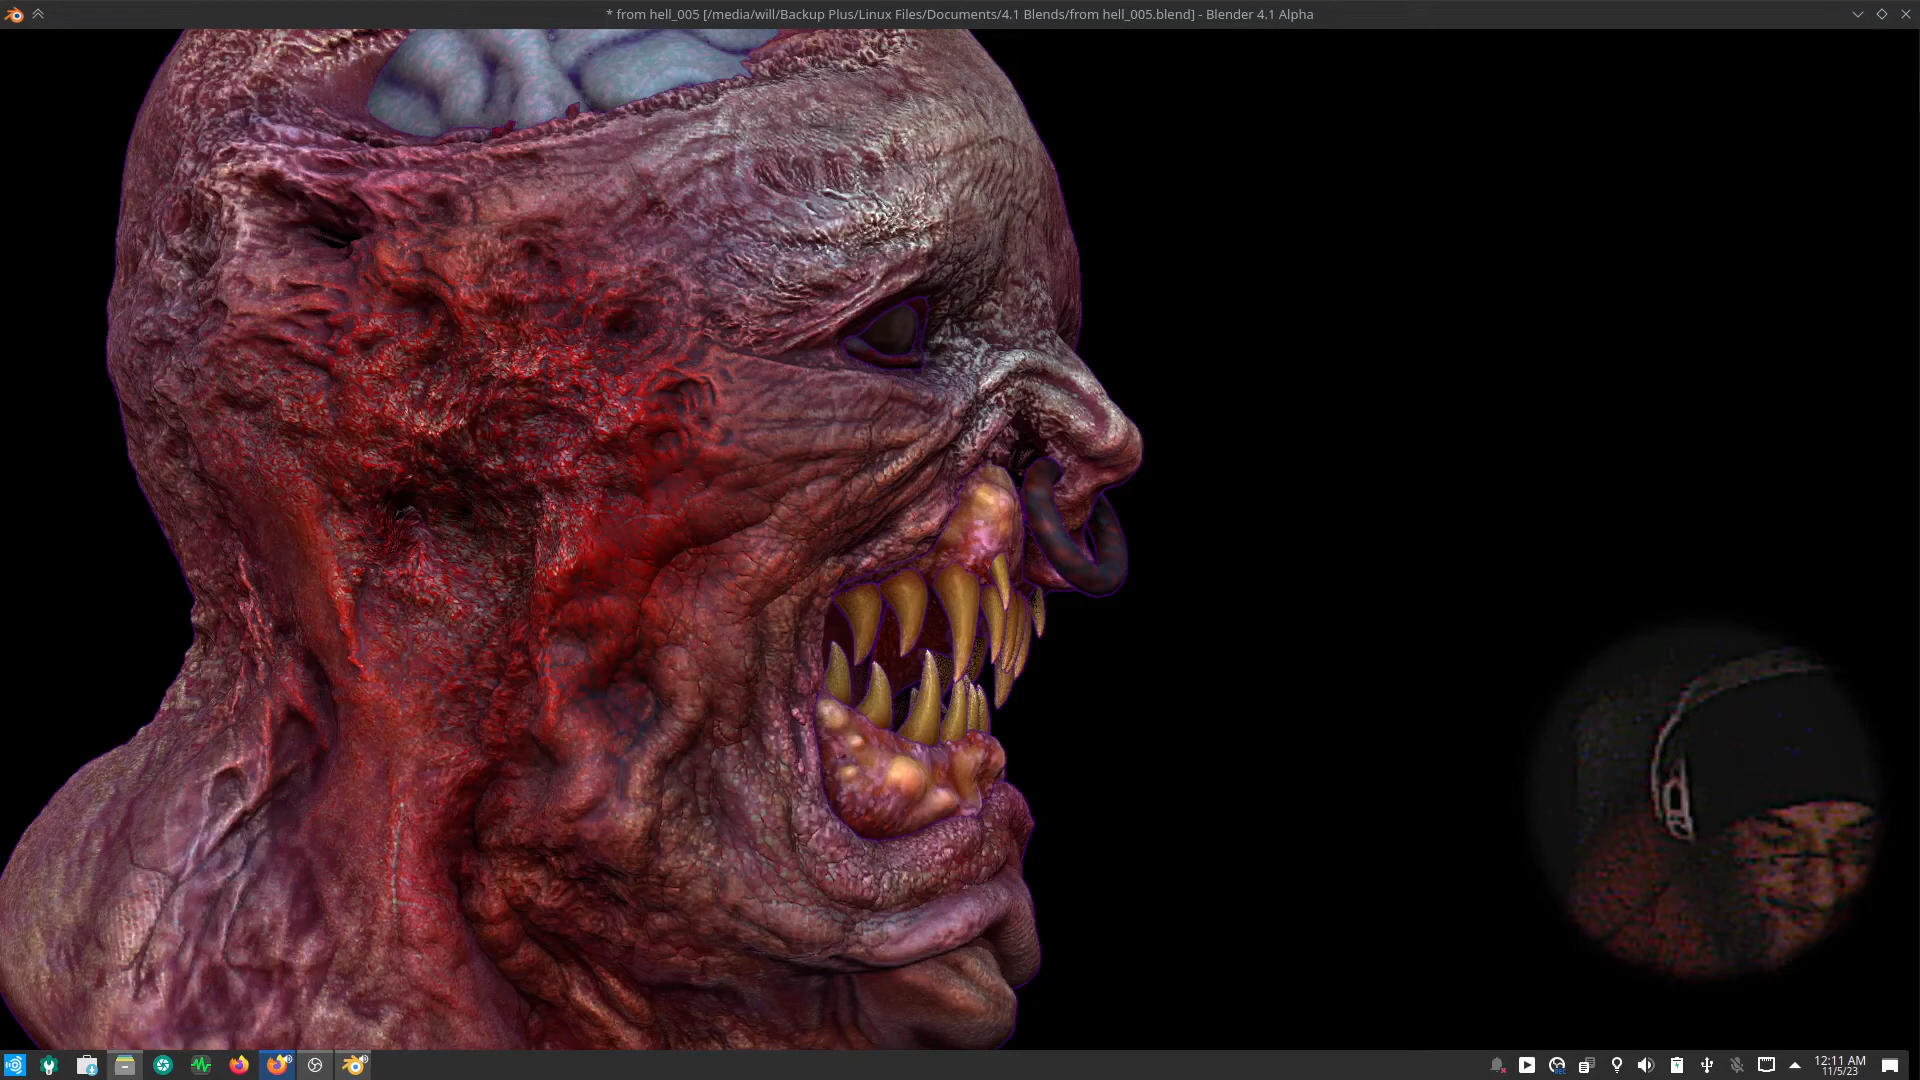 * from hell_005 [/media/will/Backup Plus/Linux Files/Documents/4.1 Blends/from hell_005.blend] - Blender 4.1 Alpha
REC
12:11 AM
11/5/23